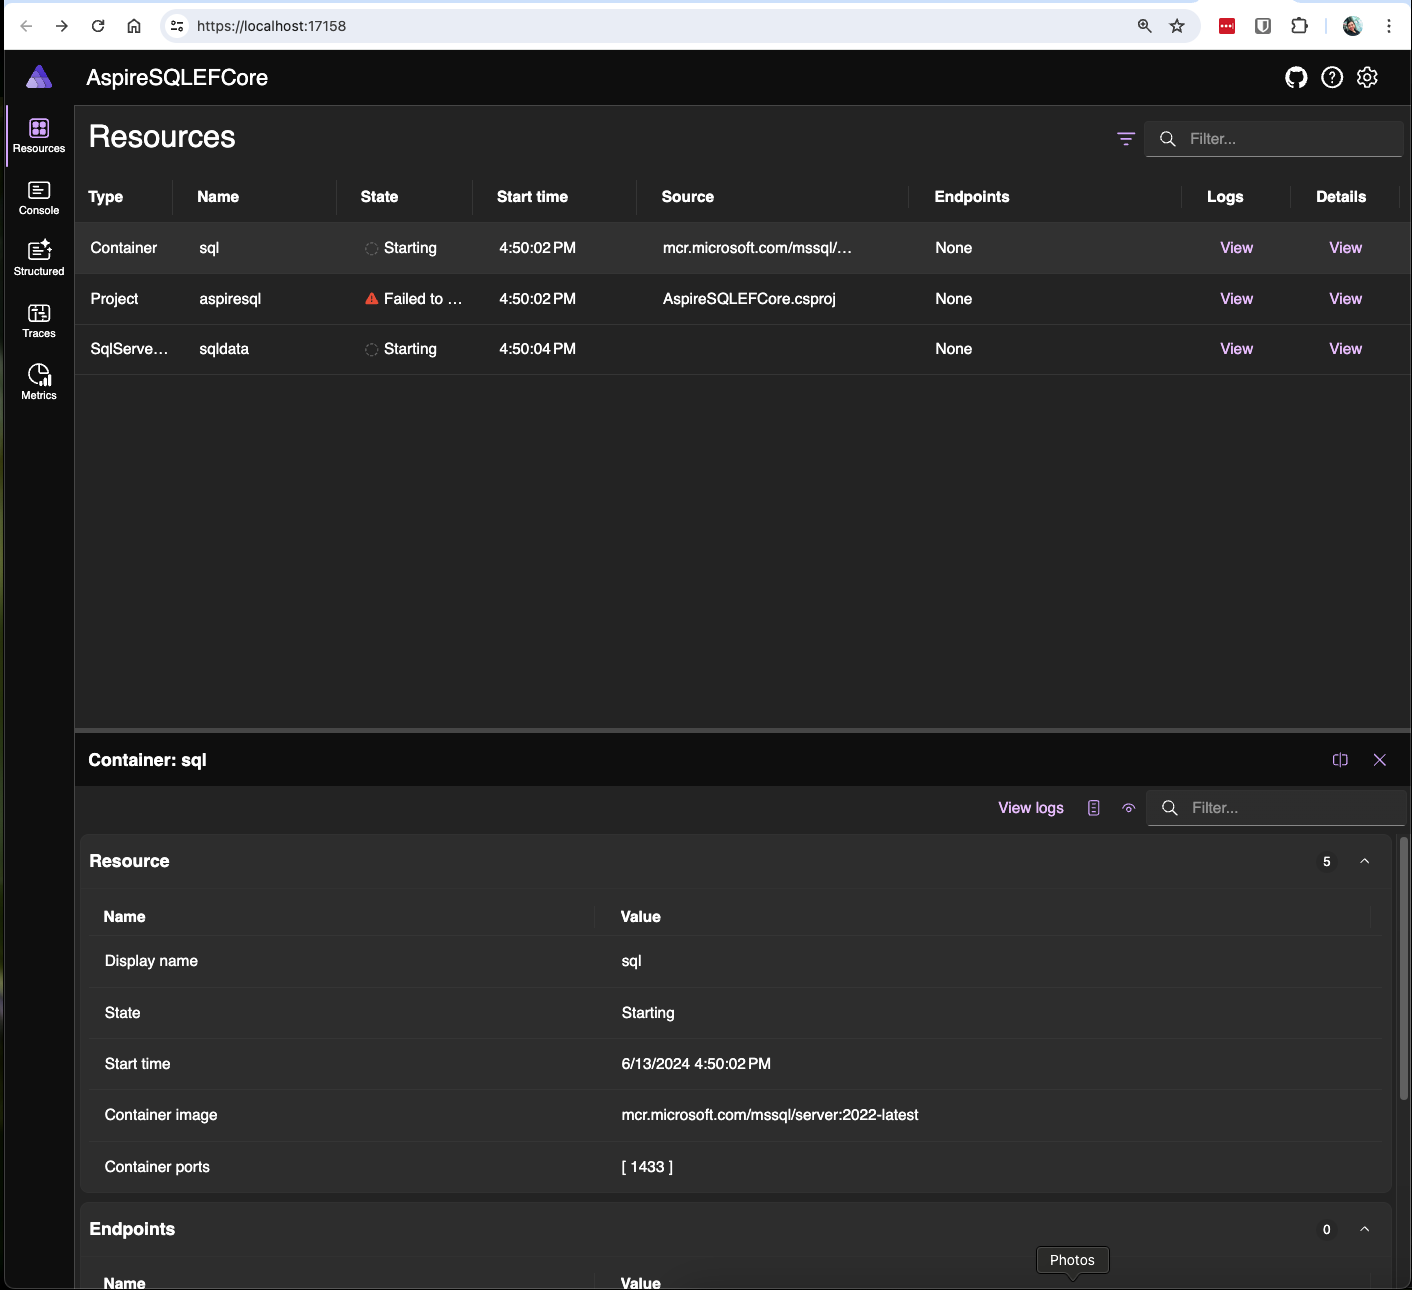 https://localhost:17158
AspireSQLEFCore
Resources
Console
Structured
Traces
Metrics
Resources
Filter...
Type Name State Start time Source Endpoints Logs Details
Container sql Starting 4:50:02 PM mcr.microsoft.com/mssql/… None View View
Project aspiresql Failed to … 4:50:02 PM AspireSQLEFCore.csproj None View View
SqlServe… sqldata Starting 4:50:04 PM None View View
Container: sql
View logs Filter...
Resource 5
Name Value
Display name sql
State Starting
Start time 6/13/2024 4:50:02 PM
Container image mcr.microsoft.com/mssql/server:2022-latest
Container ports [ 1433 ]
Endpoints 0
Photos
Name Value